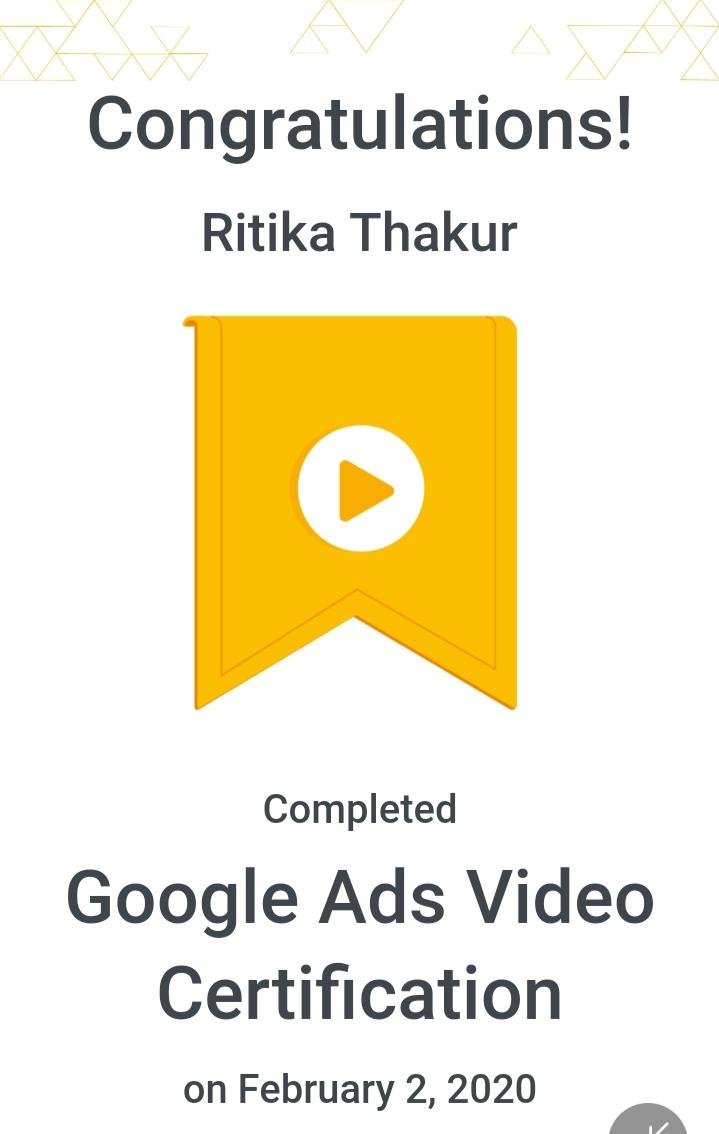 Congratulations!
Ritika Thakur
Completed
Google Ads Video
Certification
on February 2, 2020